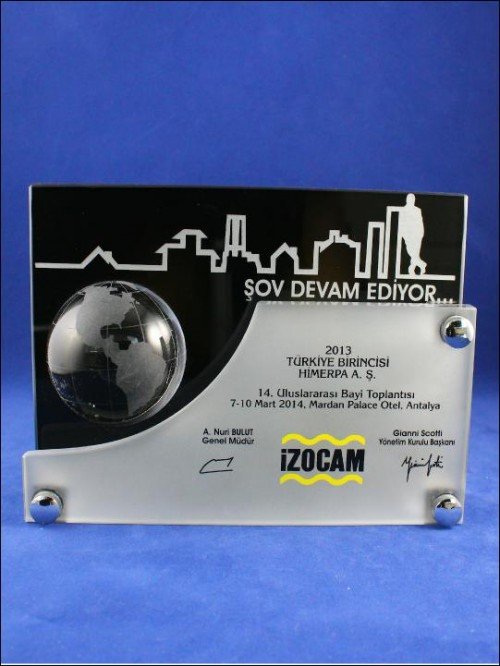 ŞOV DEVAM EDİYOR...
2013
TÜRKİYE BİRİNCİSİ
HİMERPA A. Ş.
14. Uluslararası Bayi Toplantısı
7-10 Mart 2014, Mardan Palace Otel, Antalya
A. Nuri BULUT
Genel Müdür
Gianni Scotti
Yönetim Kurulu Başkanı
İZOCAM